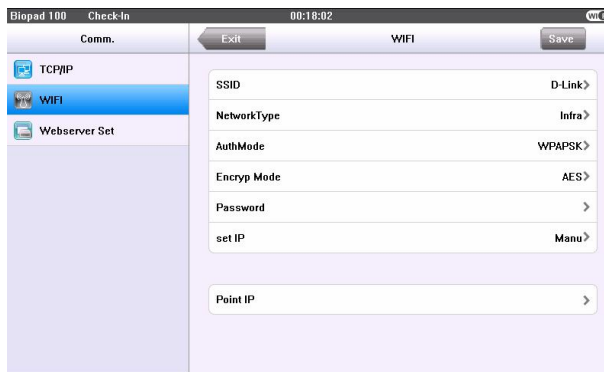 Biopad 100 Check-In 00:18:02
Comm.
Exit WIFI Save
TCP/IP
WIFI
Webserver Set
SSID D-Link>
NetworkType Infra>
AuthMode WPAPSK>
Encryp Mode AES>
Password >
set IP Manu>
Point IP >